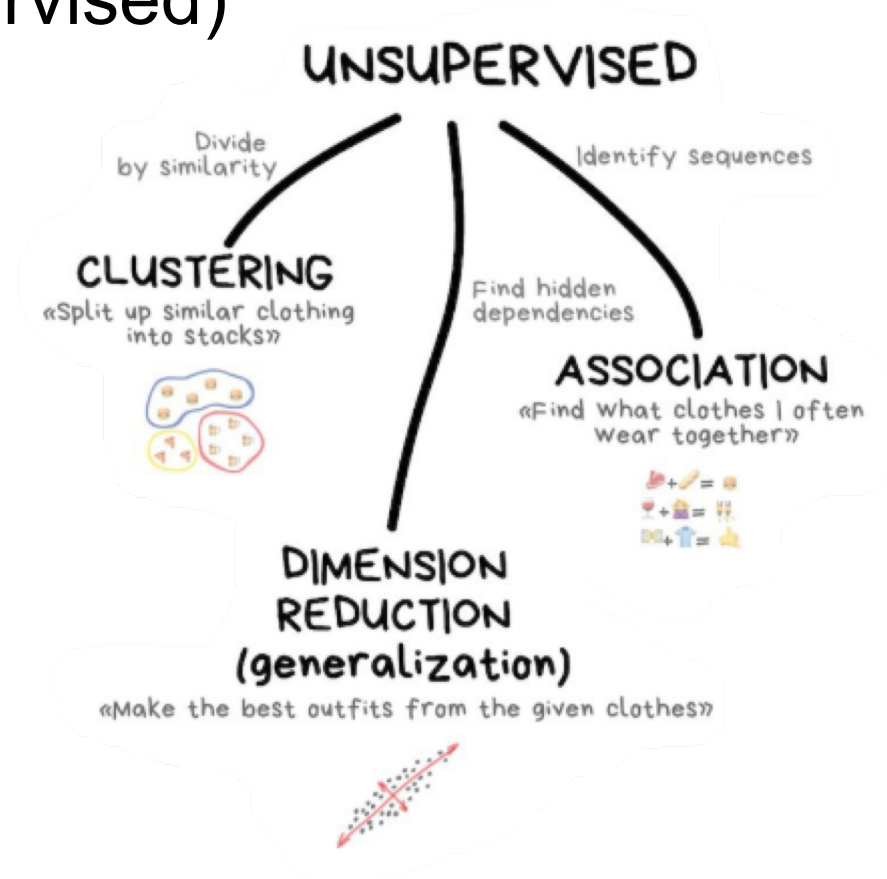 rvised)
UNSUPERVISED
Divide
by similarity
Identify sequences
CLUSTERING
«Split up similar clothing
into stacks»
Find hidden
dependencies
ASSOCIATION
«Find What clothes I often
Wear together»
+ =
+ =
+ =
DIMENSION
REDUCTION
(generalization)
«Make the best outfits from the given clothes»